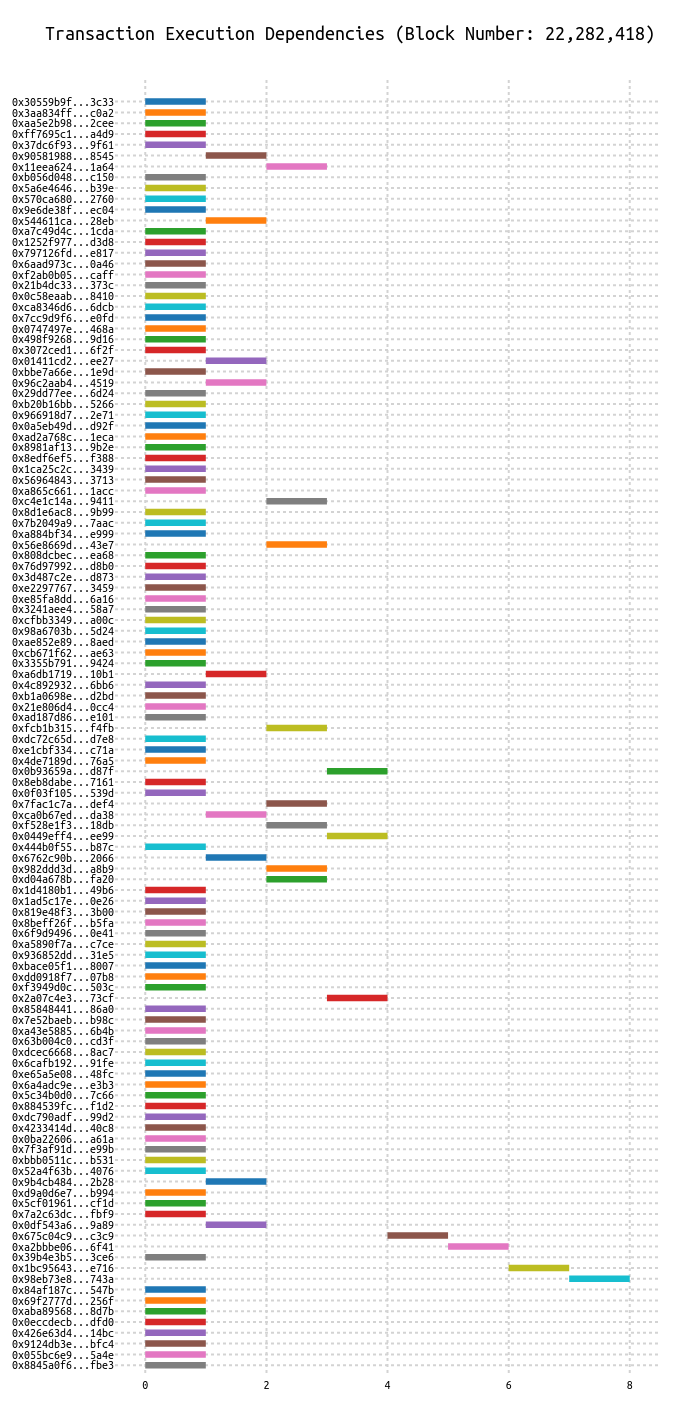 Transaction Execution Dependencies (Block Number: 22,282,418)
0x30559b9f...3c33
0x3aa834ff...c0a2
0xaa5e2b98...2cee
0xff7695c1...a4d9
0x37dc6f93...9f61
0x90581988...8545
0x11eea624...1a64
0xb056d048...c150
0x5a6e4646...b39e
0x570ca680...2760
0x9e6de38f...ec04
0x544611ca...28eb
0xa7c49d4c...1cda
0x1252f977...d3d8
0x797126fd...e817
0x6aad973c...0a46
0xf2ab0b05...caff
0x21b4dc33...373c
0x0c58eaab...8410
0xca8346d6...6dcb
0x7cc9d9f6...e0fd
0x0747497e...468a
0x498f9268...9d16
0x3072ced1...6f2f
0x01411cd2...ee27
0xbbe7a66e...1e9d
0x96c2aab4...4519
0x29dd77ee...6d24
0xb20b16bb...5266
0x966918d7...2e71
0x0a5eb49d...d92f
0xad2a768c...1eca
0x8981af13...9b2e
0x8edf6ef5...f388
0x1ca25c2c...3439
0x56964843...3713
0xa865c661...1acc
0xc4e1c14a...9411
0x8d1e6ac8...9b99
0x7b2049a9...7aac
0xa884bf34...e999
0x56e8669d...43e7
0x808dcbec...ea68
0x76d97992...d8b0
0x3d487c2e...d873
0xe2297767...3459
0xe85fa8dd...6a16
0x3241aee4...58a7
0xcfbb3349...a00c
0x98a6703b...5d24
0xae852e89...8aed
0xcb671f62...ae63
0x3355b791...9424
0xa6db1719...10b1
0x4c892932...6bb6
0xb1a0698e...d2bd
0x21e806d4...0cc4
0xad187d86...e101
0xfcb1b315...f4fb
0xdc72c65d...d7e8
0xe1cbf334...c71a
0x4de7189d...76a5
0x0b93659a...d87f
0x8eb8dabe...7161
0x0f03f105...539d
0x7fac1c7a...def4
0xca0b67ed...da38
0xf528e1f3...18db
0x0449eff4...ee99
0x444b0f55...b87c
0x6762c90b...2066
0x982ddd3d...a8b9
0xd04a678b...fa20
0x1d4180b1...49b6
0x1ad5c17e...0e26
0x819e48f3...3b00
0x8beff26f...b5fa
0x6f9d9496...0e41
0xa5890f7a...c7ce
0x936852dd...31e5
0xbace05f1...8007
0xdd0918f7...07b8
0xf3949d0c...503c
0x2a07c4e3...73cf
0x85848441...86a0
0x7e52baeb...b98c
0xa43e5885...6b4b
0x63b004c0...cd3f
0xdcec6668...8ac7
0x6cafb192...91fe
0xe65a5e08...48fc
0x6a4adc9e...e3b3
0x5c34b0d0...7c66
0x884539fc...f1d2
0xdc790adf...99d2
0x4233414d...40c8
0x0ba22606...a61a
0x7f3af91d...e99b
0xbbb0511c...b531
0x52a4f63b...4076
0x9b4cb484...2b28
0xd9a0d6e7...b994
0x5cf01961...cf1d
0x7a2c63dc...fbf9
0x0df543a6...9a89
0x675c04c9...c3c9
0xa2bbbe06...6f41
0x39b4e3b5...3ce6
0x1bc95643...e716
0x98eb73e8...743a
0x84af187c...547b
0x69f2777d...256f
0xaba89568...8d7b
0x0eccdecb...dfd0
0x426e63d4...14bc
0x9124db3e...bfc4
0x055bc6e9...5a4e
0x8845a0f6...fbe3
0 2 4 6 8